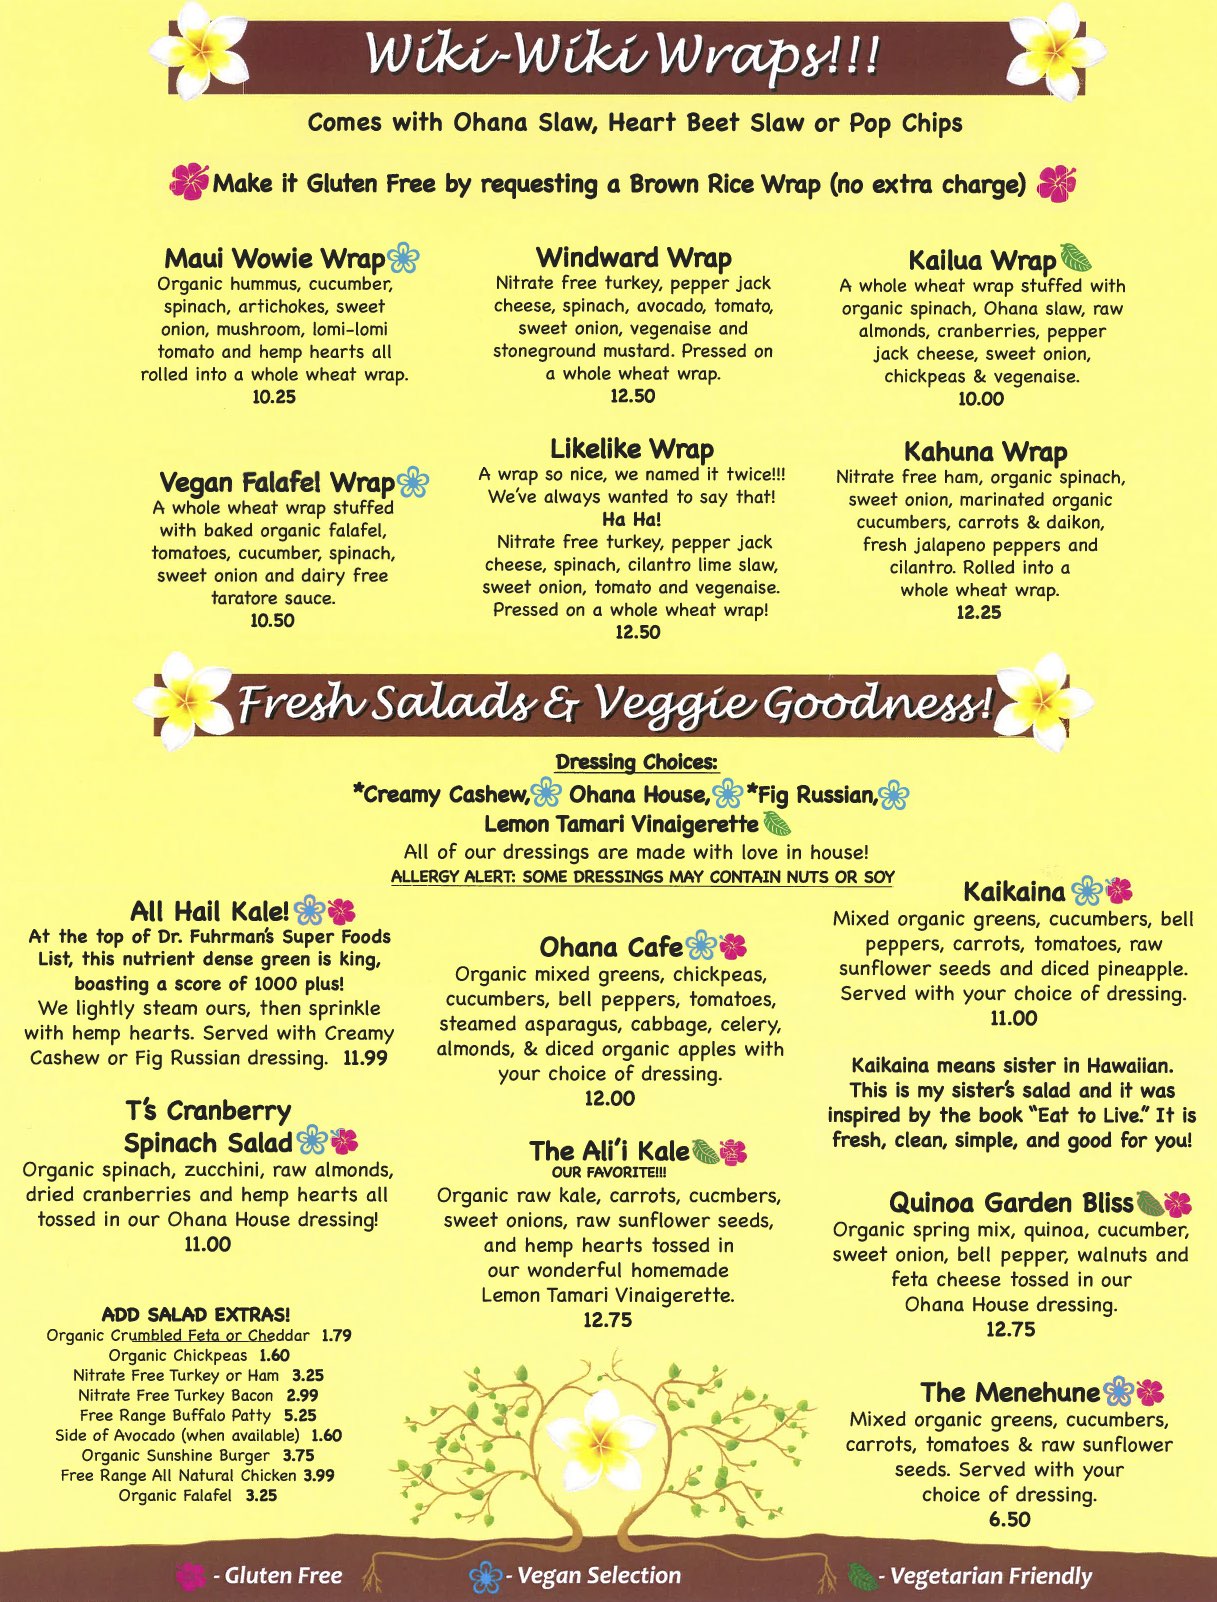 Wiki-Wiki Wraps!!!
Comes with Ohana Slaw, Heart Beet Slaw or Pop Chips
Make it Gluten Free by requesting a Brown Rice Wrap (no extra charge)
Maui Wowie Wrap
Organic hummus, cucumber,
spinach, artichokes, sweet
onion, mushroom, lomi-lomi
tomato and hemp hearts all
rolled into a whole wheat wrap.
10.25
Windward Wrap
Nitrate free turkey, pepper jack
cheese, spinach, avocado, tomato,
sweet onion, vegenaise and
stoneground mustard. Pressed on
a whole wheat wrap.
12.50
Kailua Wrap
A whole wheat wrap stuffed with
organic spinach, Ohana slaw, raw
almonds, cranberries, pepper
jack cheese, sweet onion,
chickpeas & vegenaise.
10.00
Vegan Falafel Wrap
A whole wheat wrap stuffed
with baked organic falafel,
tomatoes, cucumber, spinach,
sweet onion and dairy free
taratore sauce.
10.50
Likelike Wrap
A wrap so nice, we named it twice!!!
We've always wanted to say that!
Ha Ha!
Nitrate free turkey, pepper jack
cheese, spinach, cilantro lime slaw,
sweet onion, tomato and vegenaise.
Pressed on a whole wheat wrap!
12.50
Kahuna Wrap
Nitrate free ham, organic spinach,
sweet onion, marinated organic
cucumbers, carrots & daikon,
fresh jalapeno peppers and
cilantro. Rolled into a
whole wheat wrap.
12.25
Fresh Salads & Veggie Goodness!
Dressing Choices:
*Creamy Cashew, Ohana House, *Fig Russian,
Lemon Tamari Vinaigerette
All of our dressings are made with love in house!
ALLERGY ALERT: SOME DRESSINGS MAY CONTAIN NUTS OR SOY
All Hail Kale!
At the top of Dr. Fuhrman's Super Foods
List, this nutrient dense green is king,
boasting a score of 1000 plus!
We lightly steam ours, then sprinkle
with hemp hearts. Served with Creamy
Cashew or Fig Russian dressing. 11.99
T's Cranberry
Spinach Salad
Organic spinach, zucchini, raw almonds,
dried cranberries and hemp hearts all
tossed in our Ohana House dressing!
11.00
ADD SALAD EXTRAS!
Organic Crumbled Feta or Cheddar 1.79
Organic Chickpeas 1.60
Nitrate Free Turkey or Ham 3.25
Nitrate Free Turkey Bacon 2.99
Free Range Buffalo Patty 5.25
Side of Avocado (when available) 1.60
Organic Sunshine Burger 3.75
Free Range All Natural Chicken 3.99
Organic Falafel 3.25
Ohana Cafe
Organic mixed greens, chickpeas,
cucumbers, bell peppers, tomatoes,
steamed asparagus, cabbage, celery,
almonds, & diced organic apples with
your choice of dressing.
12.00
The Ali'i Kale
OUR FAVORITE!!!
Organic raw kale, carrots, cucmbers,
sweet onions, raw sunflower seeds,
and hemp hearts tossed in
our wonderful homemade
Lemon Tamari Vinaigerette.
12.75
Kaikaina
Mixed organic greens, cucumbers, bell
peppers, carrots, tomatoes, raw
sunflower seeds and diced pineapple.
Served with your choice of dressing.
11.00
Kaikaina means sister in Hawaiian.
This is my sister's salad and it was
inspired by the book "Eat to Live." It is
fresh, clean, simple, and good for you!
Quinoa Garden Bliss
Organic spring mix, quinoa, cucumber,
sweet onion, bell pepper, walnuts and
feta cheese tossed in our
Ohana House dressing.
12.75
The Menehune
Mixed organic greens, cucumbers,
carrots, tomatoes & raw sunflower
seeds. Served with your
choice of dressing.
6.50
- Gluten Free
- Vegan Selection
- Vegetarian Friendly